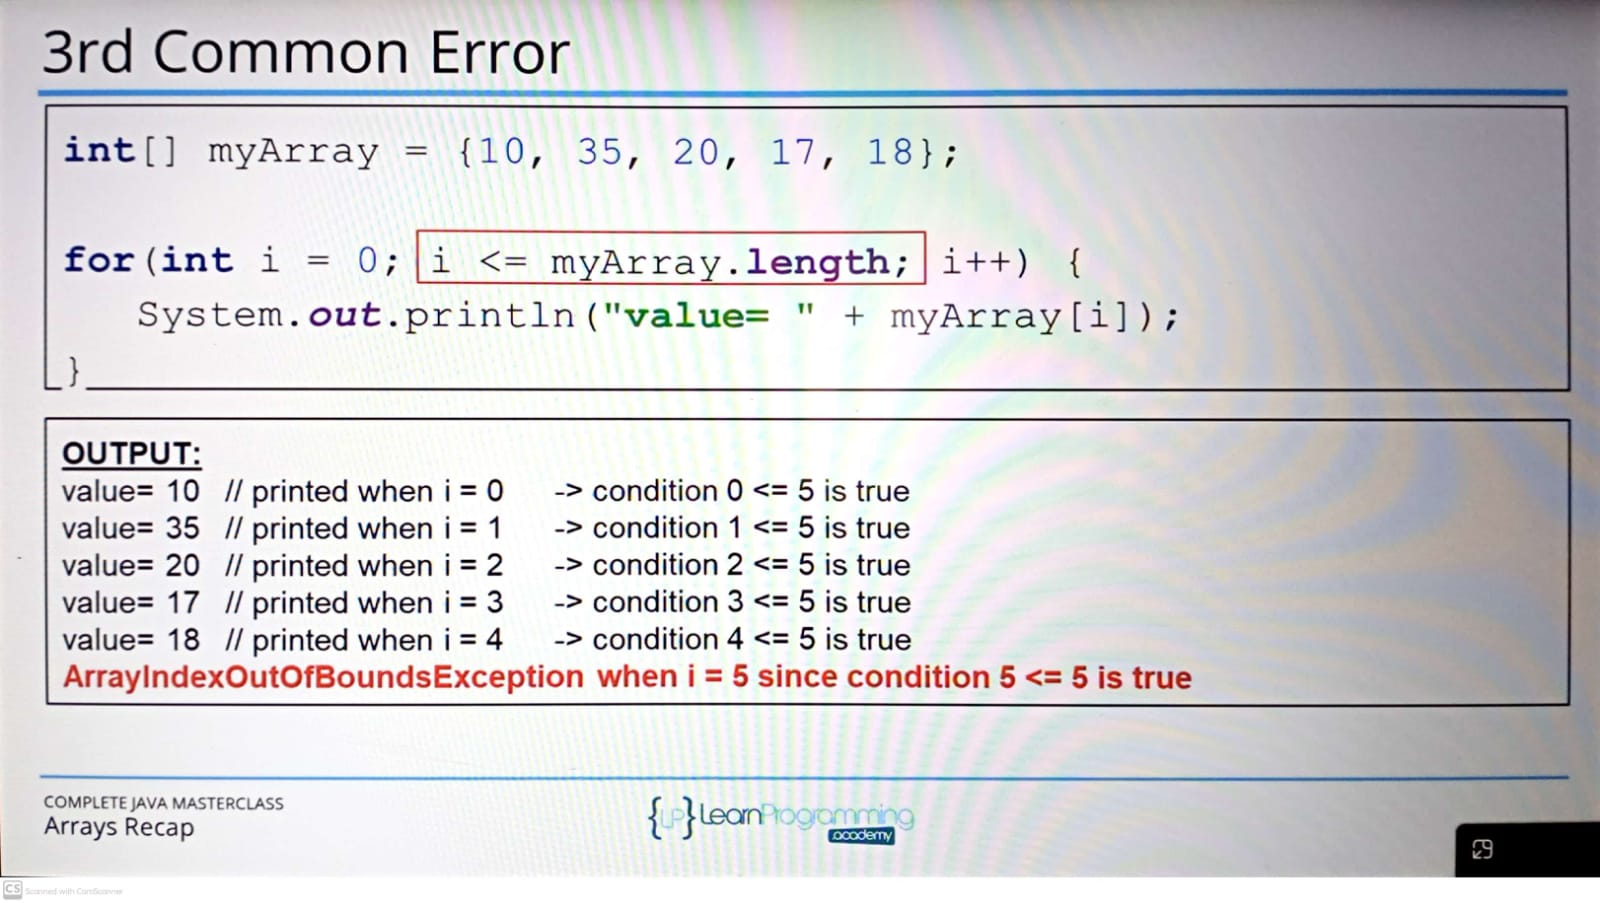 3rd Common Error
int[] myArray = {10, 35, 20, 17, 18};
for(int i = 0; i <= myArray.length; i++) {
System.out.println("value= " + myArray[i]);
}
OUTPUT:
value= 10 // printed when i = 0 -> condition 0 <= 5 is true
value= 35 // printed when i = 1 -> condition 1 <= 5 is true
value= 20 // printed when i = 2 -> condition 2 <= 5 is true
value= 17 // printed when i = 3 -> condition 3 <= 5 is true
value= 18 // printed when i = 4 -> condition 4 <= 5 is true
ArrayIndexOutOfBoundsException when i = 5 since condition 5 <= 5 is true
COMPLETE JAVA MASTERCLASS
Arrays Recap
{LP}LearnProgramming
academy
CS Scanned with CamScanner